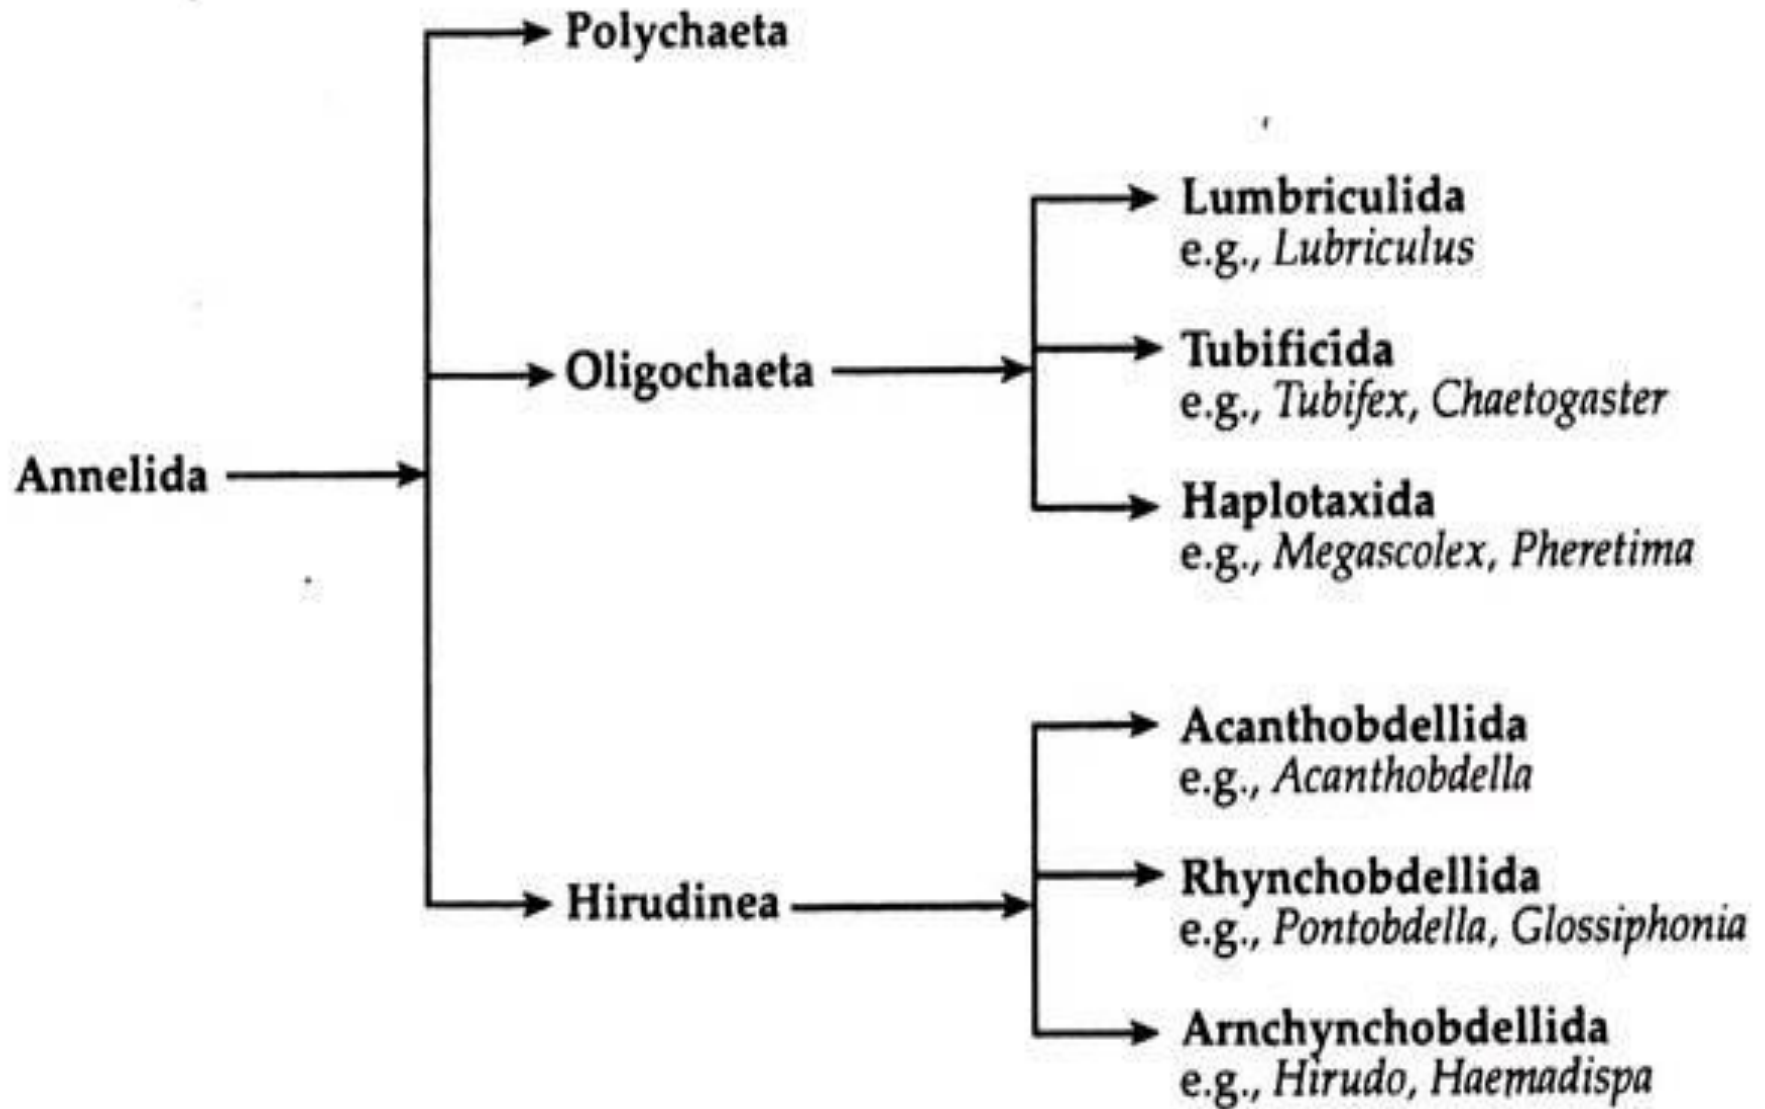 Polychaeta
Lumbriculida
e.g., Lubriculus
Tubificida
e.g., Tubifex, Chaetogaster
Oligochaeta
Haplotaxida
e.g., Megascolex, Pheretima
Annelida
Acanthobdellida
e.g., Acanthobdella
Rhynchobdellida
e.g., Pontobdella, Glossiphonia
Hirudinea
Arnchynchobdellida
e.g., Hirudo, Haemadispa